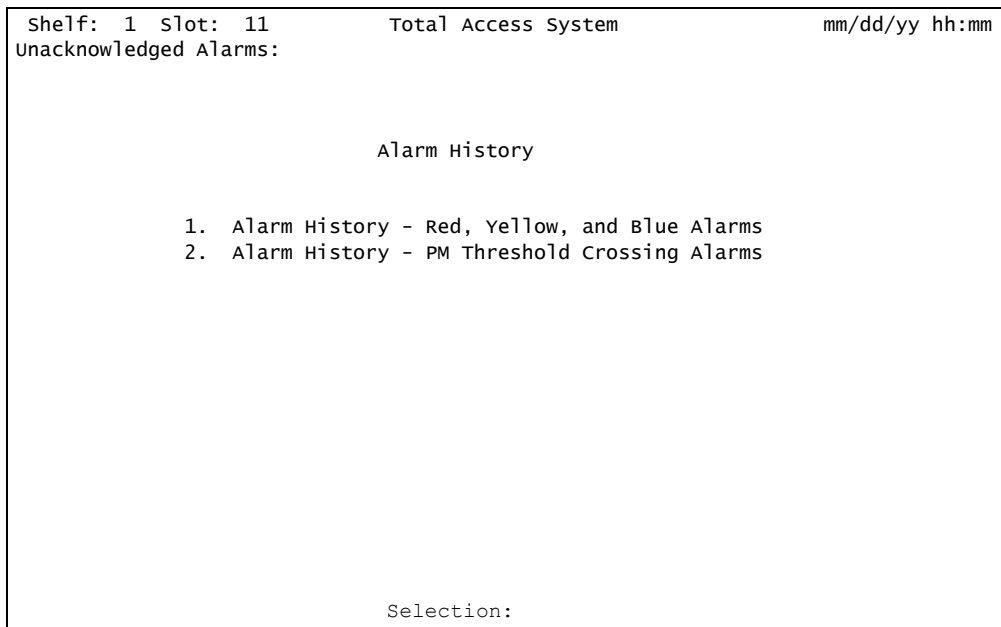 Shelf: 1 Slot: 11 Total Access System mm/dd/yy hh:mm
Unacknowledged Alarms:
Alarm History
1. Alarm History - Red, Yellow, and Blue Alarms
2. Alarm History - PM Threshold Crossing Alarms
Selection: